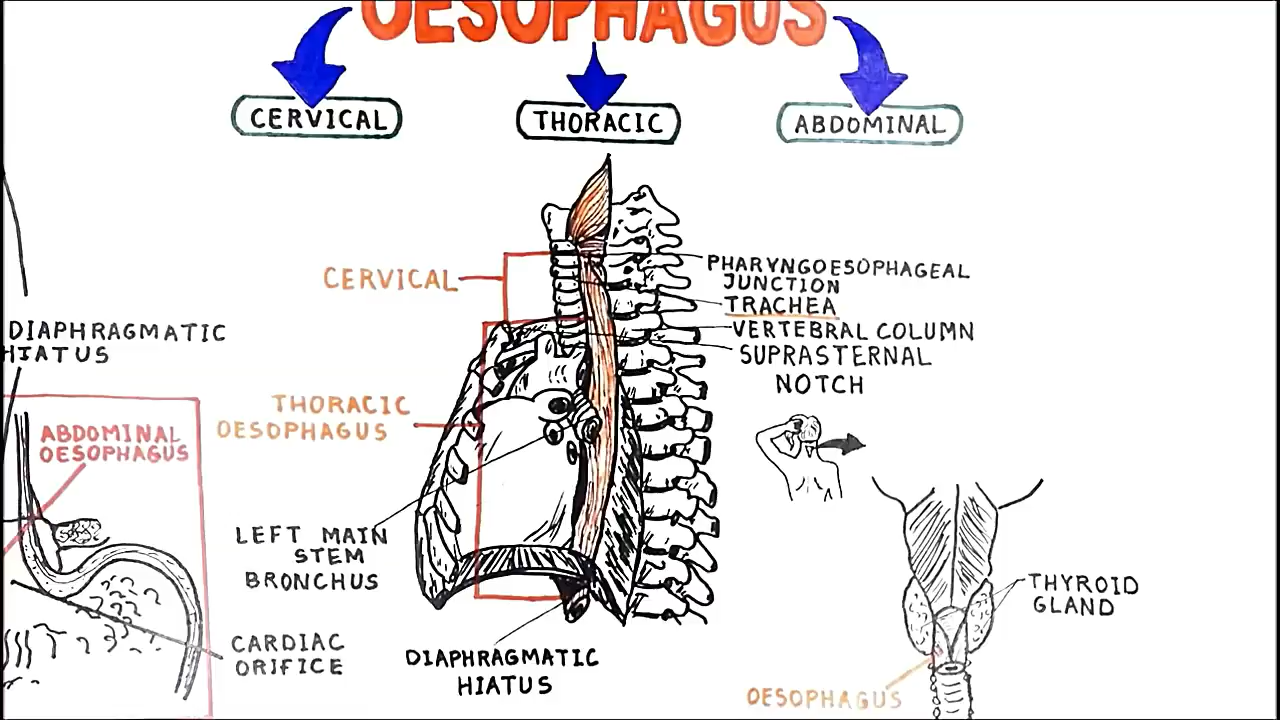 OESOPHAGUS
CERVICAL
THORACIC
ABDOMINAL
CERVICAL
PHARYNGOESOPHAGEAL
JUNCTION
TRACHEA
VERTEBRAL COLUMN
SUPRASTERNAL
NOTCH
DIAPHRAGMATIC
HIATUS
THORACIC
OESOPHAGUS
ABDOMINAL
OESOPHAGUS
LEFT MAIN
STEM
BRONCHUS
THYROID
GLAND
CARDIAC
ORIFICE
DIAPHRAGMATIC
HIATUS
OESOPHAGUS